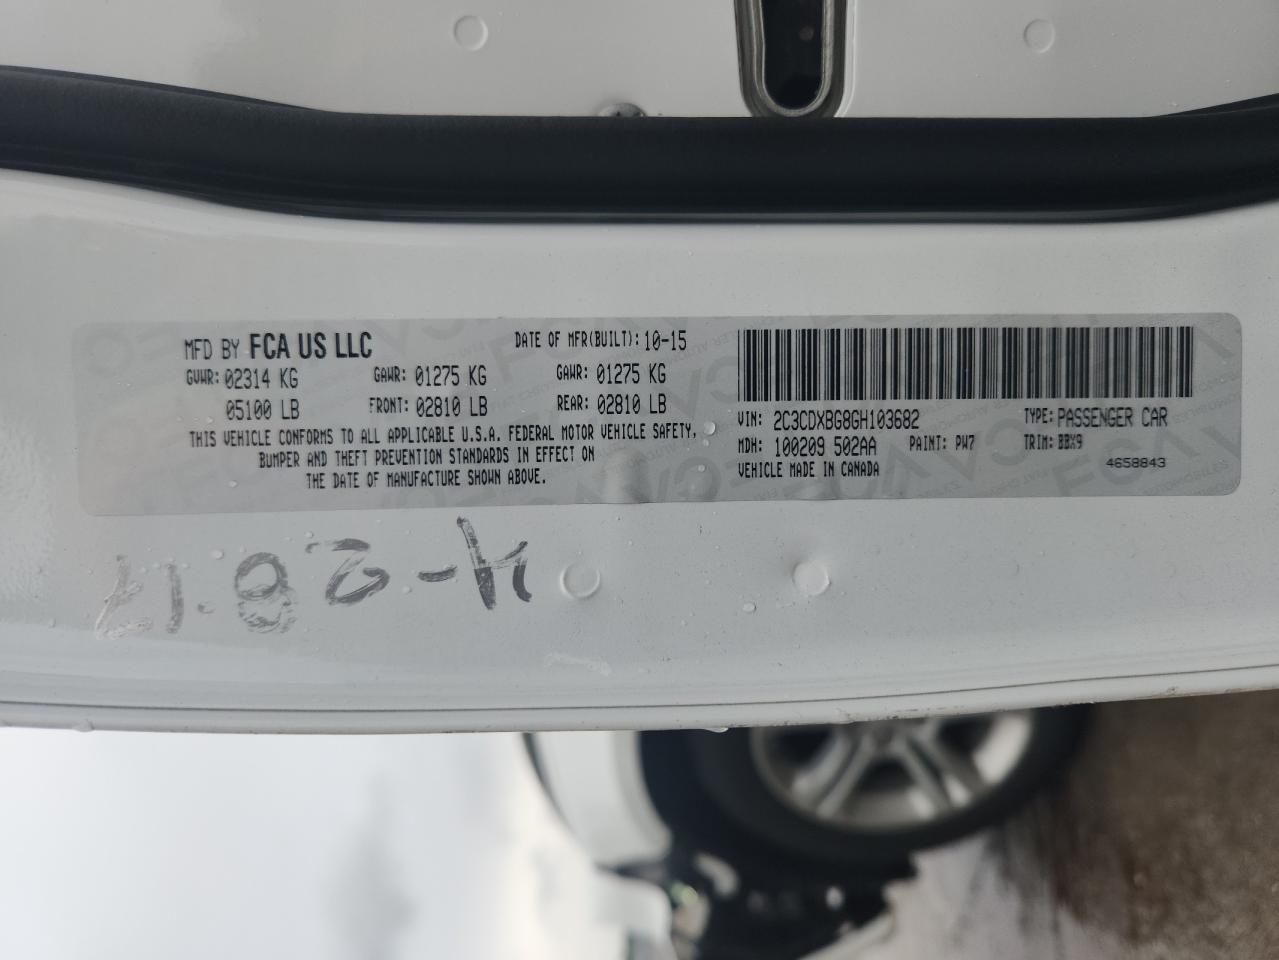 MFD BY FCA US LLC
DATE OF MFR(BUILT): 10-15
GVWR: 02314 KG GAWR: 01275 KG GAWR: 01275 KG
05100 LB FRONT: 02810 LB REAR: 02810 LB
THIS VEHICLE CONFORMS TO ALL APPLICABLE U.S.A. FEDERAL MOTOR VEHICLE SAFETY,
BUMPER AND THEFT PREVENTION STANDARDS IN EFFECT ON
THE DATE OF MANUFACTURE SHOWN ABOVE.
VIN: 2C3CDXBG8GH103682 TYPE: PASSENGER CAR
MDH: 100209 502AA PAINT: PW7 TRIM: BBX9
VEHICLE MADE IN CANADA 4658843